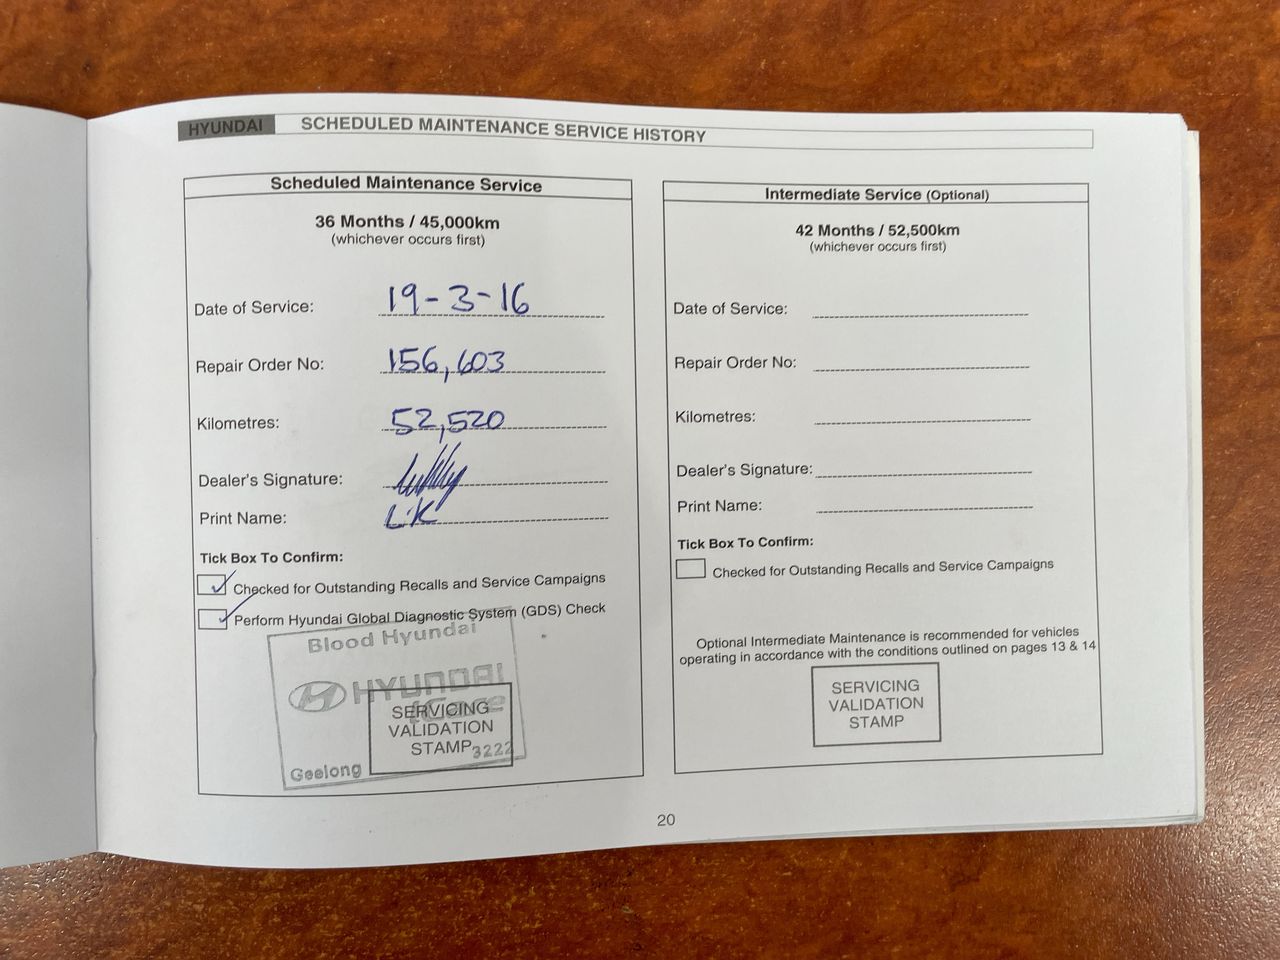 HYUNDAI SCHEDULED MAINTENANCE SERVICE HISTORY
Scheduled Maintenance Service
36 Months / 45,000km
(whichever occurs first)
Date of Service: 19-3-16
Repair Order No: 156,603
Kilometres: 52,520
Dealer's Signature:
Print Name: L.K
Tick Box To Confirm:
Checked for Outstanding Recalls and Service Campaigns
Perform Hyundai Global Diagnostic System (GDS) Check
Blood Hyundai
HYUNDAI
iCare
SERVICING
VALIDATION
STAMP
3222
Geelong
Intermediate Service (Optional)
42 Months / 52,500km
(whichever occurs first)
Date of Service:
Repair Order No:
Kilometres:
Dealer's Signature:
Print Name:
Tick Box To Confirm:
Checked for Outstanding Recalls and Service Campaigns
Optional Intermediate Maintenance is recommended for vehicles
operating in accordance with the conditions outlined on pages 13 & 14
SERVICING
VALIDATION
STAMP
20